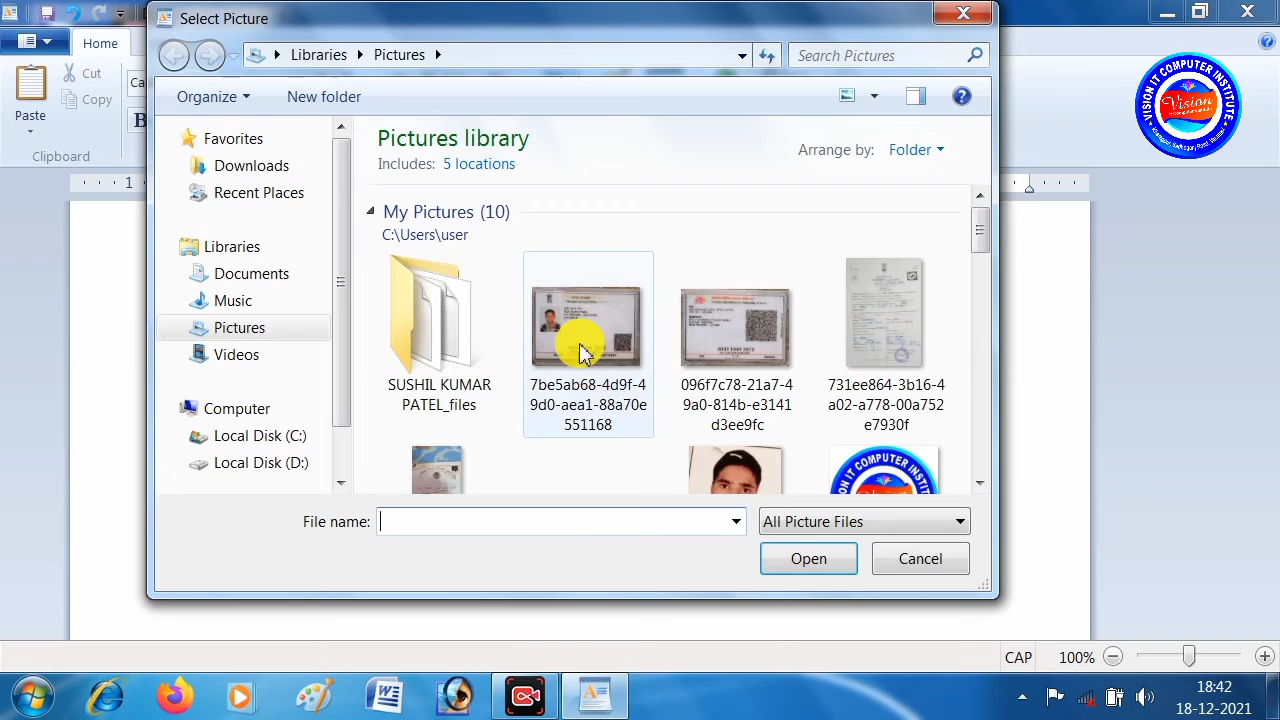 Select Picture
Home
Libraries
Pictures
Search Pictures
Cut
Copy
Paste
Clipboard
Ca
B
Organize
New folder
Favorites
Downloads
Recent Places
Libraries
Documents
Music
Pictures
Videos
Computer
Local Disk (C:)
Local Disk (D:)
Pictures library
Includes: 5 locations
Arrange by: Folder
My Pictures (10)
C:\Users\user
SUSHIL KUMAR
PATEL_files
7be5ab68-4d9f-4
9d0-aea1-88a70e
551168
096f7c78-21a7-4
9a0-814b-e3141
d3ee9fc
731ee864-3b16-4
a02-a778-00a752
e7930f
File name:
All Picture Files
Open
Cancel
1
VISION IT COMPUTER INSTITUTE
Vision
CAP
100%
18:42
18-12-2021